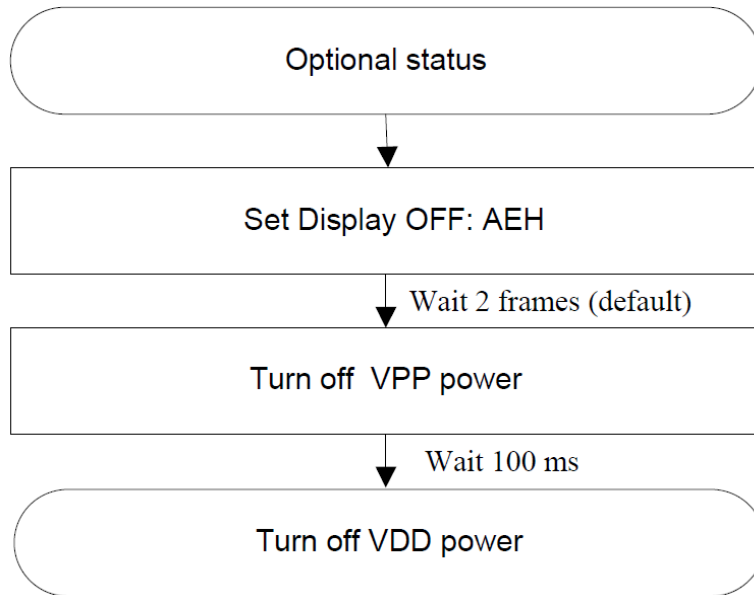 Optional status
Set Display OFF: AEH
Wait 2 frames (default)
Turn off VPP power
Wait 100 ms
Turn off VDD power